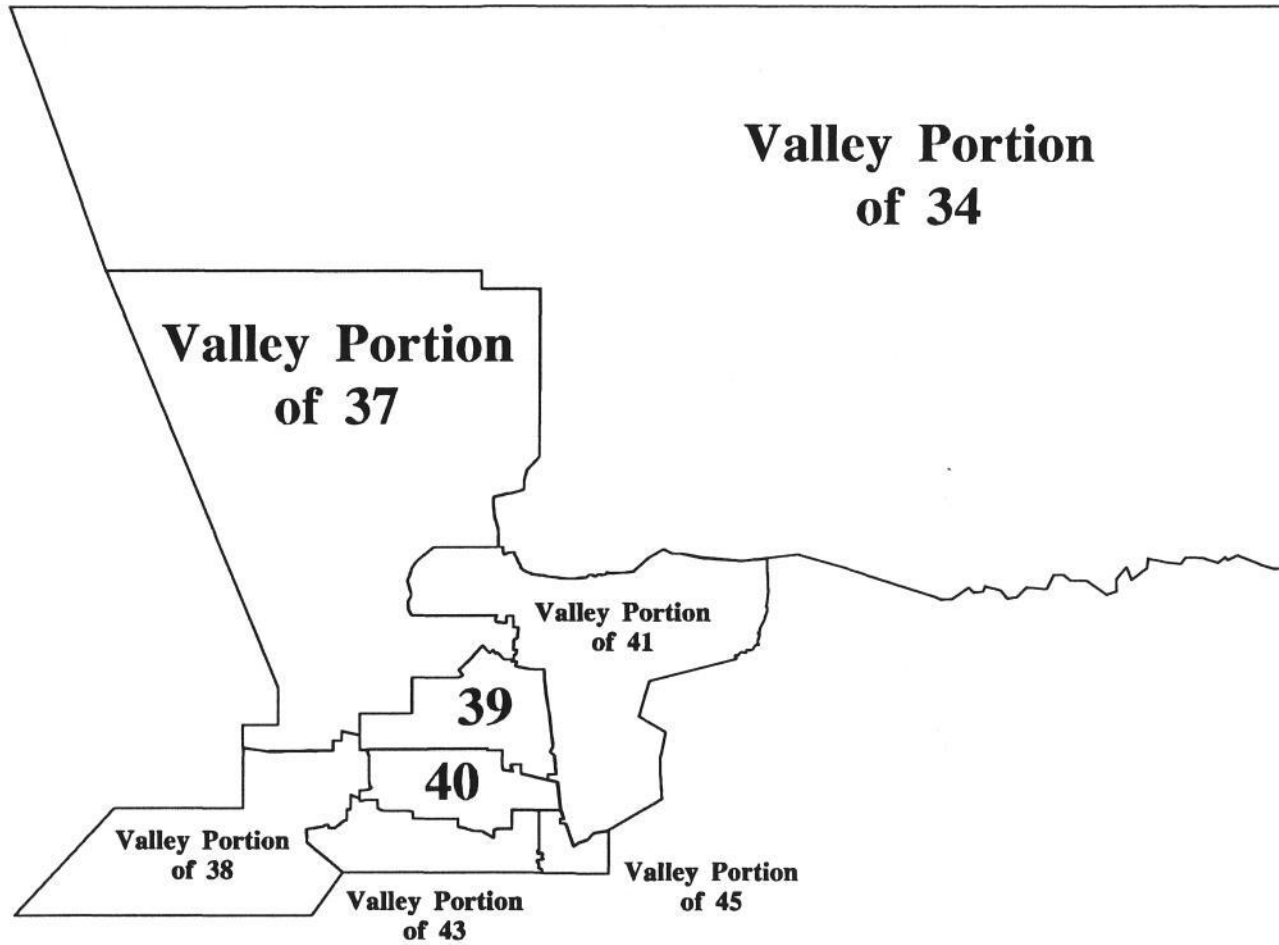 Valley Portion
of 34
Valley Portion
of 37
Valley Portion
of 41
39
40
Valley Portion
of 38
Valley Portion
of 45
Valley Portion
of 43